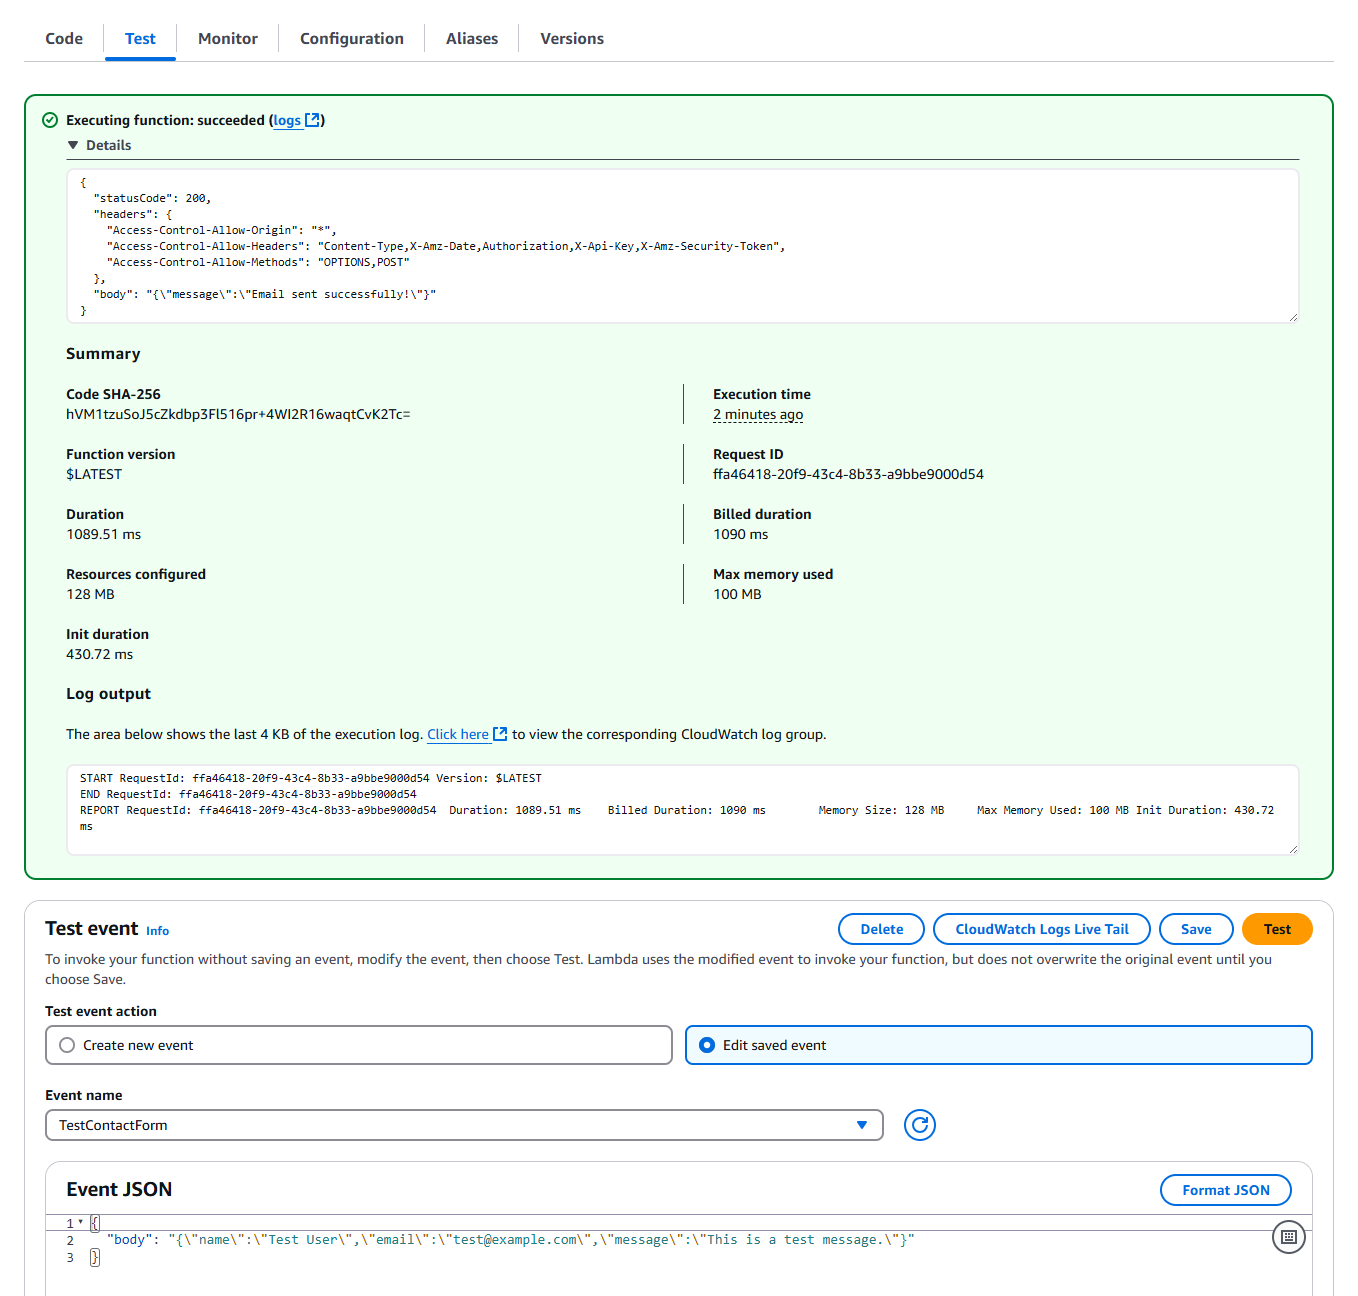 Code
Test
Monitor
Configuration
Aliases
Versions
Executing function: succeeded (logs)
Details
{
  "statusCode": 200,
  "headers": {
    "Access-Control-Allow-Origin": "*",
    "Access-Control-Allow-Headers": "Content-Type,X-Amz-Date,Authorization,X-Api-Key,X-Amz-Security-Token",
    "Access-Control-Allow-Methods": "OPTIONS,POST"
  },
  "body": "{\"message\":\"Email sent successfully!\"}"
}
Summary
Code SHA-256
hVM1tzuSoJ5cZkdbp3Fl516pr+4WI2R16waqtCvK2Tc=
Execution time
2 minutes ago
Function version
$LATEST
Request ID
ffa46418-20f9-43c4-8b33-a9bbe9000d54
Duration
1089.51 ms
Billed duration
1090 ms
Resources configured
128 MB
Max memory used
100 MB
Init duration
430.72 ms
Log output
The area below shows the last 4 KB of the execution log. Click here to view the corresponding CloudWatch log group.
START RequestId: ffa46418-20f9-43c4-8b33-a9bbe9000d54 Version: $LATEST
END RequestId: ffa46418-20f9-43c4-8b33-a9bbe9000d54
REPORT RequestId: ffa46418-20f9-43c4-8b33-a9bbe9000d54 Duration: 1089.51 ms Billed Duration: 1090 ms Memory Size: 128 MB Max Memory Used: 100 MB Init Duration: 430.72
ms
Test event Info
Delete
CloudWatch Logs Live Tail
Save
Test
To invoke your function without saving an event, modify the event, then choose Test. Lambda uses the modified event to invoke your function, but does not overwrite the original event until you
choose Save.
Test event action
Create new event
Edit saved event
Event name
TestContactForm
Event JSON
Format JSON
1 {
2   "body": "{\"name\":\"Test User\",\"email\":\"test@example.com\",\"message\":\"This is a test message.\"}"
3 }